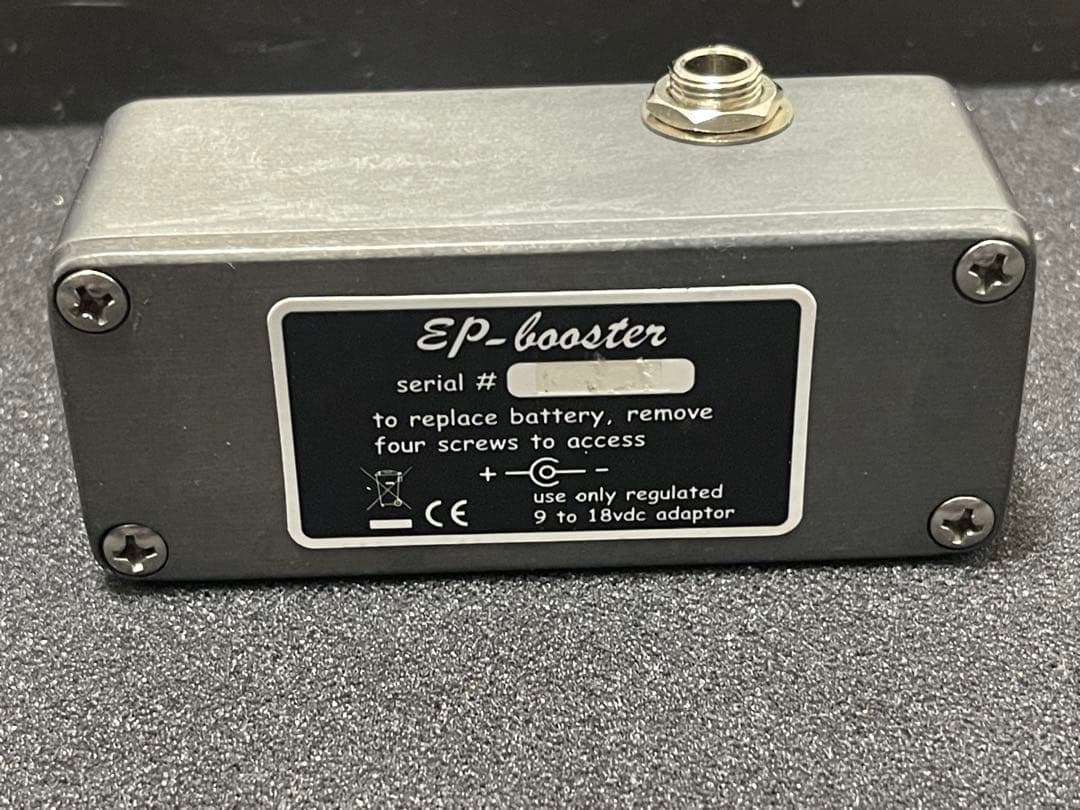 EP-booster
serial #
to replace battery, remove
four screws to access
+ -
use only regulated
CE
9 to 18vdc adaptor